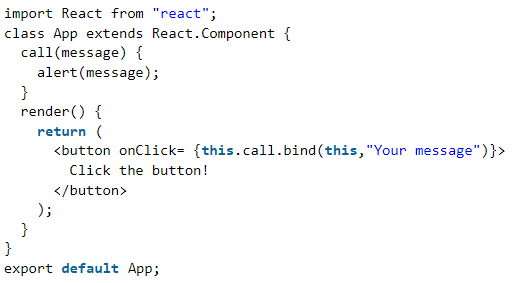 import React from "react";
class App extends React.Component {
  call(message) {
    alert(message);
  }
  render() {
    return (
      <button onClick= {this.call.bind(this,"Your message")}>
        Click the button!
      </button>
    );
  }
}
export default App;